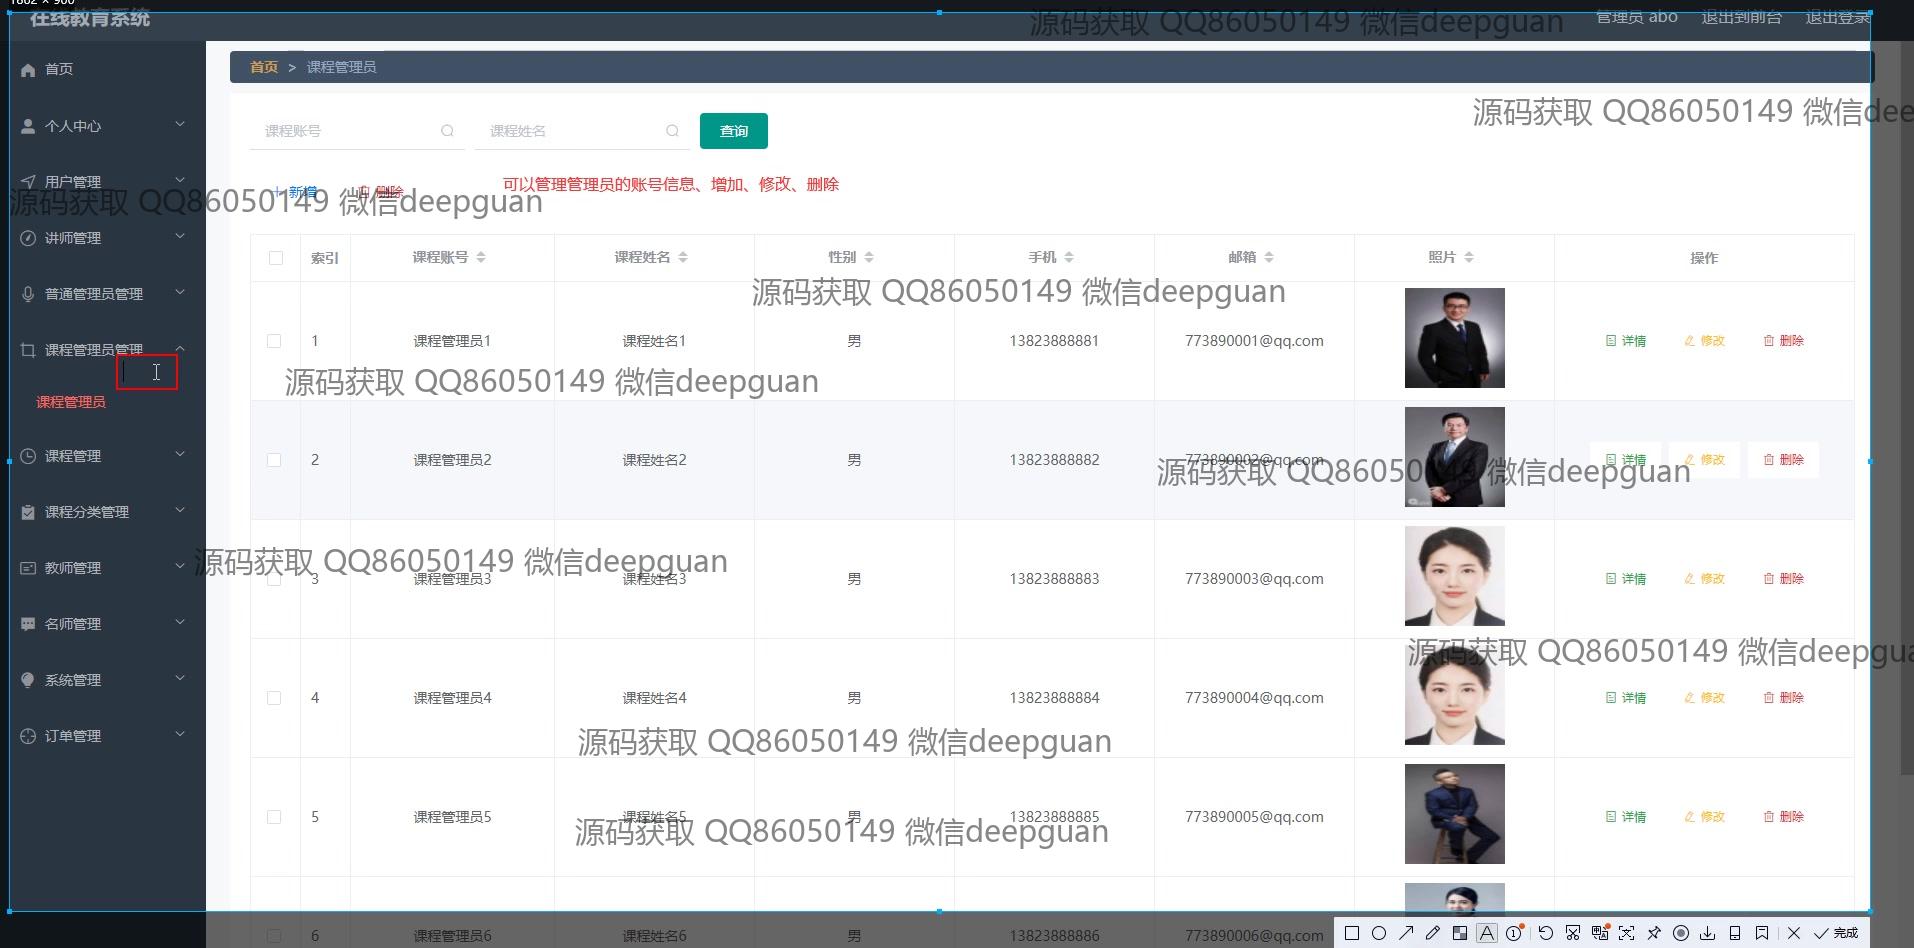 1862 × 900
在线教育系统
源码获取 QQ86050149 微信deepguan
管理员 abo
退出到前台
退出登录
首页
首页 > 课程管理员
源码获取 QQ86050149 微信dee
个人中心
课程账号
课程姓名
查询
用户管理
新增
删除
可以管理管理员的账号信息、增加、修改、删除
源码获取 QQ86050149 微信deepguan
讲师管理
索引 课程账号 课程姓名 性别 手机 邮箱 照片 操作
普通管理员管理
源码获取 QQ86050149 微信deepguan
1 课程管理员1 课程姓名1 男 13823888881 773890001@qq.com 详情 修改 删除
课程管理员管理
源码获取 QQ86050149 微信deepguan
课程管理员
2 课程管理员2 课程姓名2 男 13823888882 773890002@qq.com 详情 修改 删除
课程管理
源码获取 QQ86050149 微信deepguan
课程分类管理
源码获取 QQ86050149 微信deepguan
教师管理
3 课程管理员3 课程姓名3 男 13823888883 773890003@qq.com 详情 修改 删除
名师管理
源码获取 QQ86050149 微信deepgua
系统管理
4 课程管理员4 课程姓名4 男 13823888884 773890004@qq.com 详情 修改 删除
订单管理
源码获取 QQ86050149 微信deepguan
5 课程管理员5 课程姓名5 男 13823888885 773890005@qq.com 详情 修改 删除
源码获取 QQ86050149 微信deepguan
6 课程管理员6 课程姓名6 男 13823888886 773890006@qq.com
完成